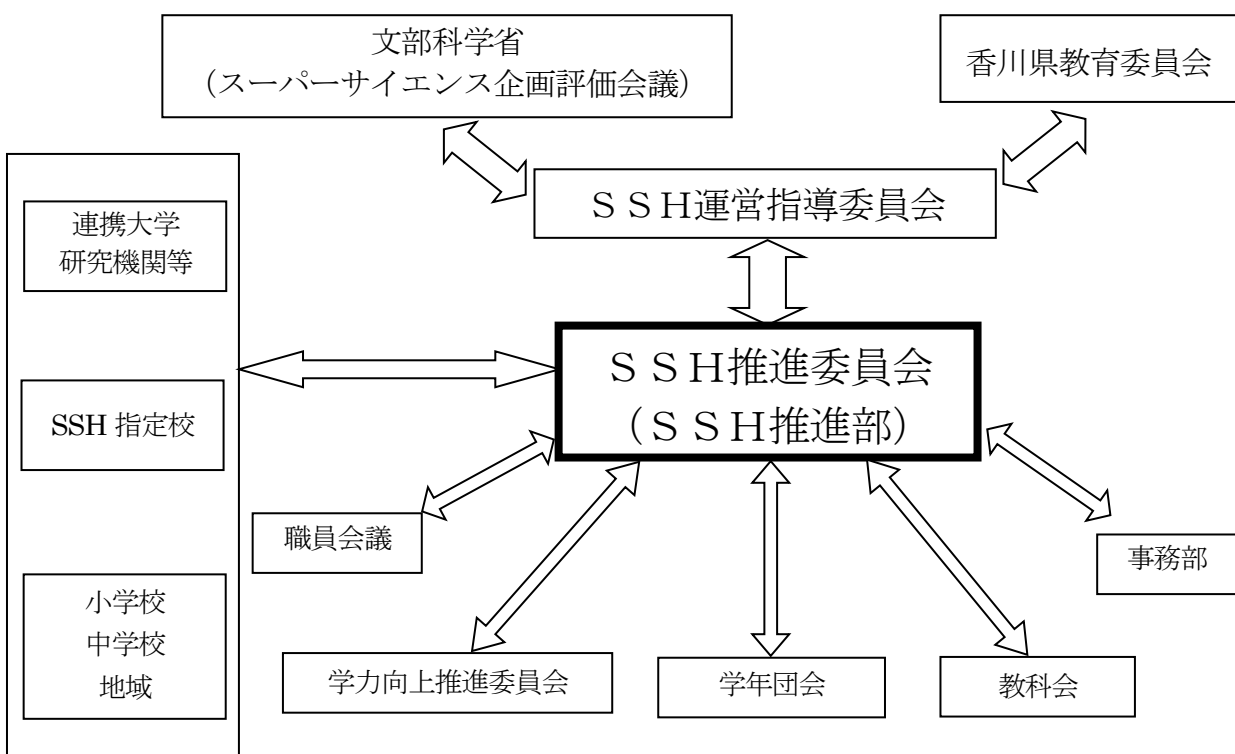 文部科学省
（スーパーサイエンス企画評価会議）
香川県教育委員会
ＳＳＨ運営指導委員会
連携大学
研究機関等
ＳＳＨ推進委員会
（ＳＳＨ推進部）
SSH 指定校
職員会議
事務部
小学校
中学校
地域
学力向上推進委員会
学年団会
教科会